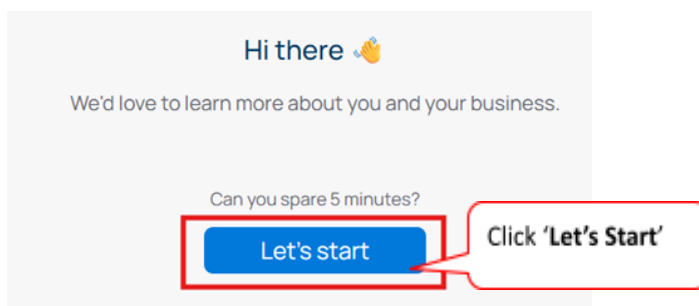 Hi there 👋
We'd love to learn more about you and your business.
Can you spare 5 minutes?
Let's start
Click ‘Let’s Start’